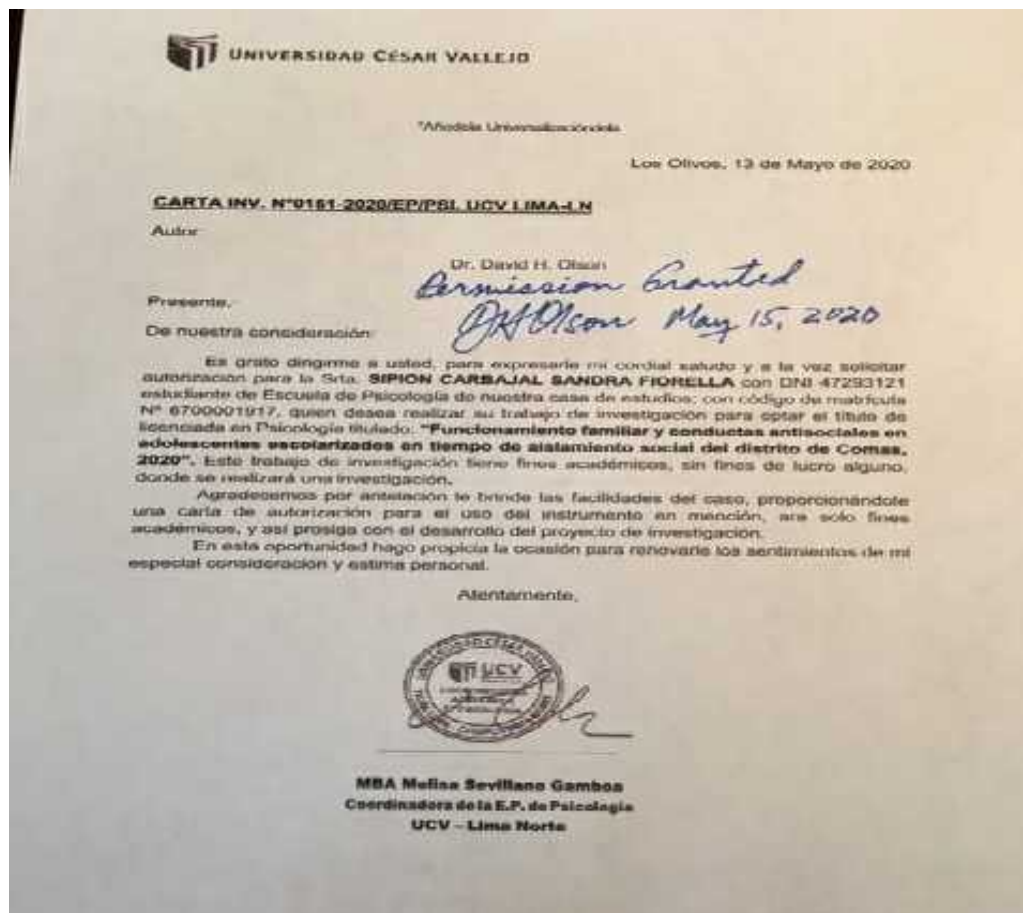 UNIVERSIDAD CÉSAR VALLEJO
Los Olivos, 13 de Mayo de 2020
CARTA INV. N°0151-2020/EP/PSI. UCV LIMA-LN
Autor
Dr. David H. Olson
Permission Granted
Presente.-
DHOlson May 15, 2020
De nuestra consideración:
Es grato dirigirme a usted, para expresarle mi cordial saludo y a la vez solicitar
autorización para la Srta. SIPION CARBAJAL SANDRA FIORELLA con DNI 47293121
estudiante de Escuela de Psicología de nuestra casa de estudios; con código de matrícula
N° 6700001917, quien desea realizar su trabajo de investigación para optar el título de
licenciada en Psicología titulado: "Funcionamiento familiar y conductas antisociales en
adolescentes escolarizados en tiempo de aislamiento social del distrito de Comas,
2020". Este trabajo de investigación tiene fines académicos, sin fines de lucro alguno,
donde se realizará una investigación.
Agradecemos por antelación le brinde las facilidades del caso, proporcionándote
una carta de autorización para el uso del instrumento en mención, ara solo fines
académicos, y así prosiga con el desarrollo del proyecto de investigación.
En esta oportunidad hago propicia la ocasión para renovarle los sentimientos de mi
especial consideración y estima personal.
Atentamente,
UCV
MBA Melisa Sevillano Gamboa
Coordinadora de la E.P. de Psicología
UCV – Lima Norte